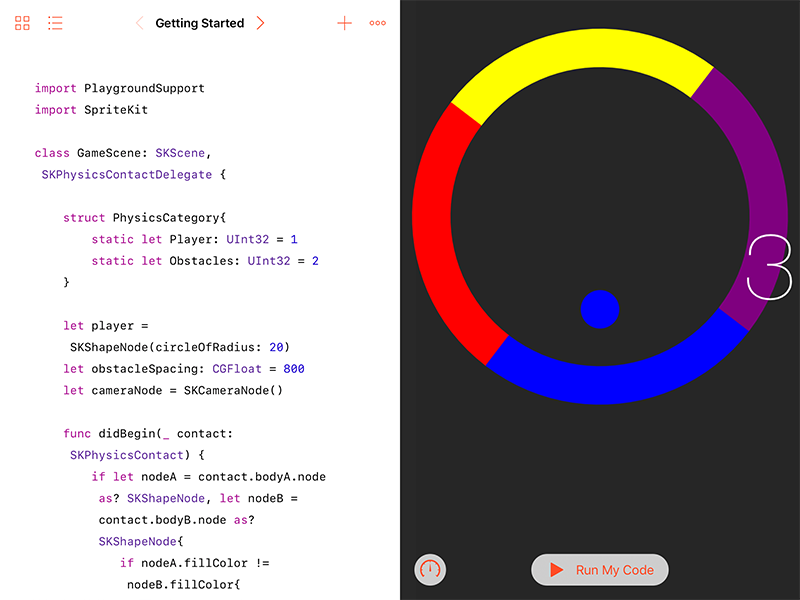 Getting Started
import PlaygroundSupport
import SpriteKit
class GameScene: SKScene,
SKPhysicsContactDelegate {
struct PhysicsCategory{
static let Player: UInt32 = 1
static let Obstacles: UInt32 = 2
}
let player =
SKShapeNode(circleOfRadius: 20)
let obstacleSpacing: CGFloat = 800
let cameraNode = SKCameraNode()
func didBegin(_ contact:
SKPhysicsContact) {
if let nodeA = contact.bodyA.node
as? SKShapeNode, let nodeB =
contact.bodyB.node as?
SKShapeNode{
if nodeA.fillColor !=
nodeB.fillColor{
3
Run My Code